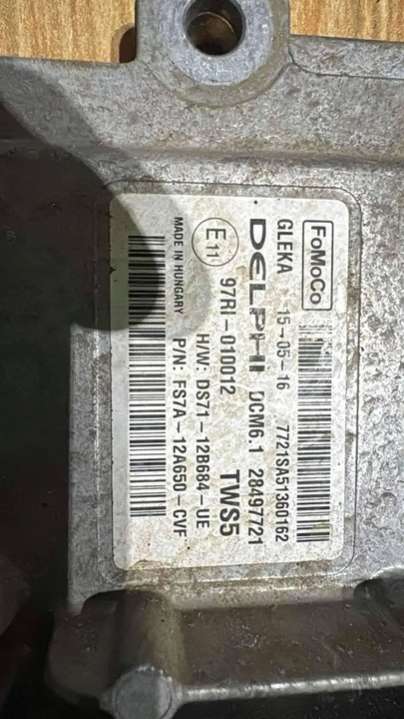 FoMoCo
GLEKA 15-05-16 7721SA51360162
DELPHI DCM6.1 28497721
E11 97RI-010012 TWS5
H/W: DS71-12B684-UE
MADE IN HUNGARY P/N: FS7A-12A650-CVF